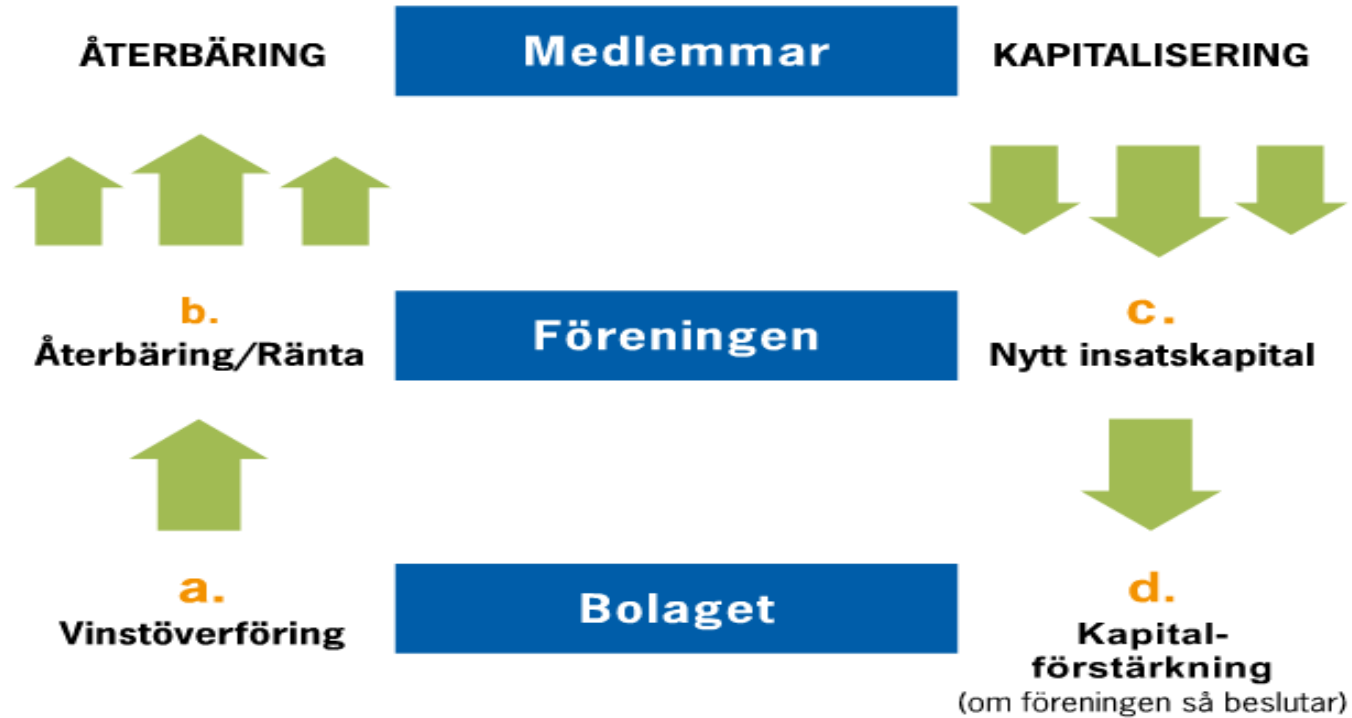 ÅTERBÄRING
Medlemmar
KAPITALISERING
b.
Återbäring/Ränta
Föreningen
c.
Nytt insatskapital
a.
Vinstöverföring
Bolaget
d.
Kapital-
förstärkning
(om föreningen så beslutar)